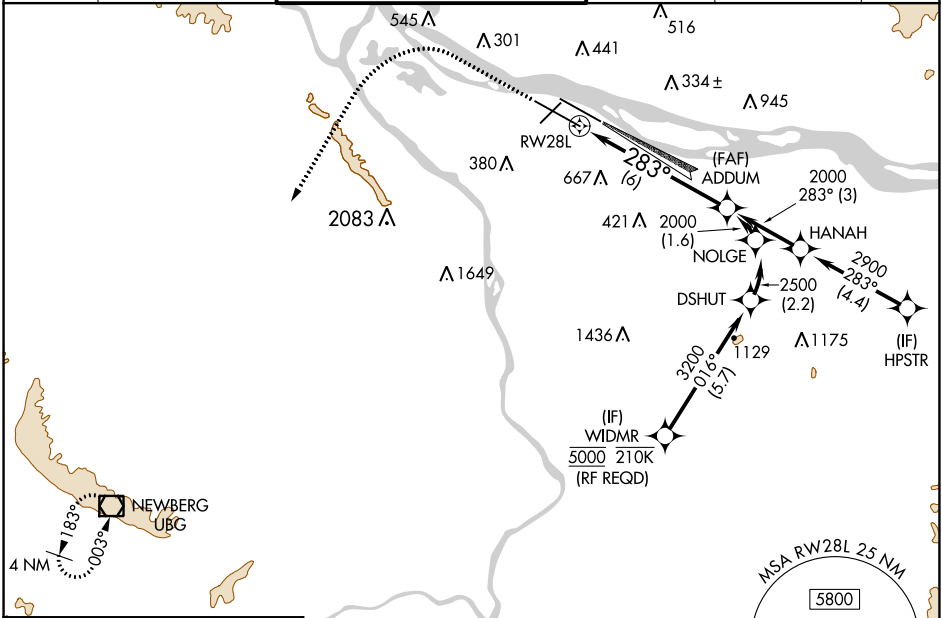 545
301
441
516
334 ±
945
RW28L
380
667
283°
(6)
(FAF)
ADDUM
2000
283° (3)
2083
421
2000
(1.6)
NOLGE
HANAH
2900
283°
(4.4)
1649
DSHUT
2500
(2.2)
1436
1129
1175
(IF)
HPSTR
3200
016°
(5.7)
(IF)
WIDMR
5000 210K
(RF REQD)
NEWBERG
UBG
183°
003°
4 NM
MSA RW28L 25 NM
5800